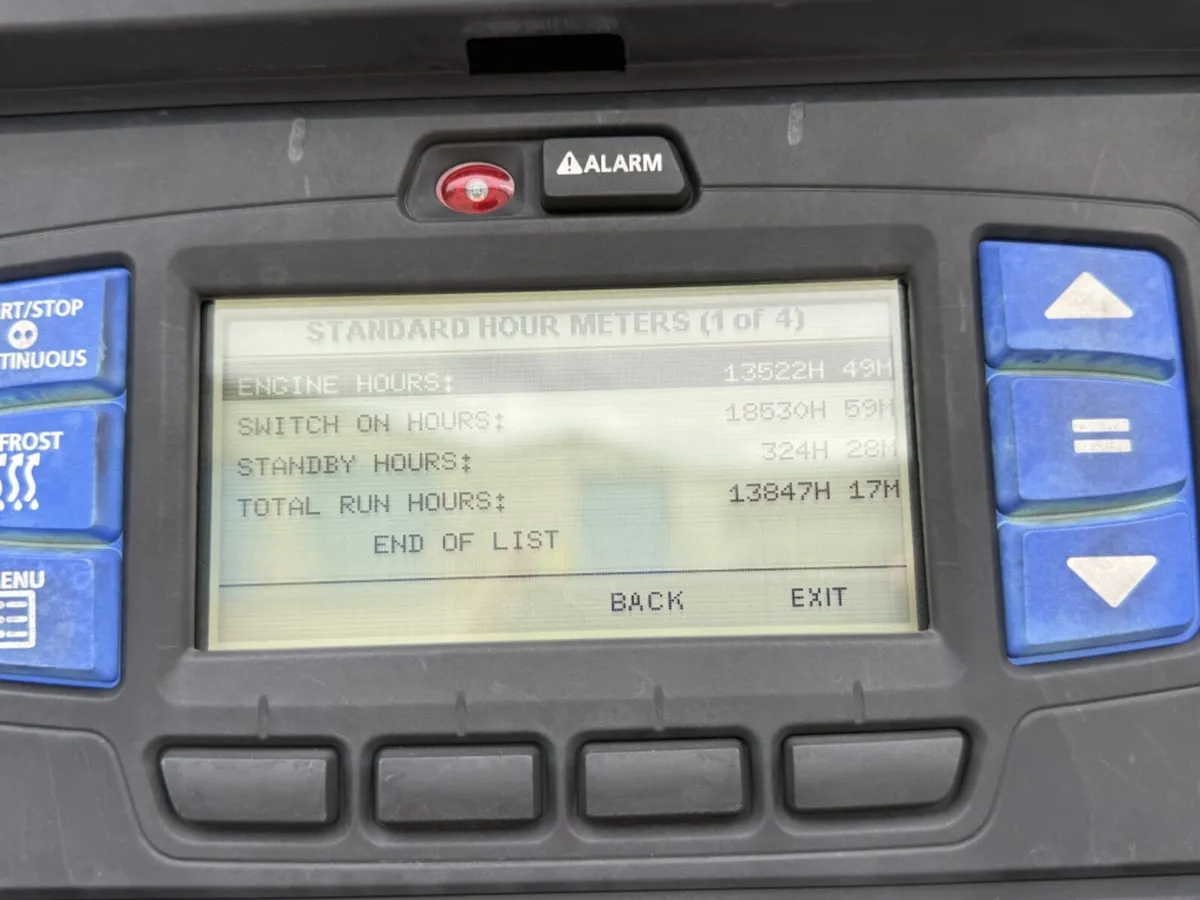 ⚠ALARM
RT/STOP
TINUOUS
FROST
ENU
STANDARD HOUR METERS (1 of 4)
ENGINE HOURS: 13522H 49M
SWITCH ON HOURS: 18530H 59M
STANDBY HOURS: 324H 28M
TOTAL RUN HOURS: 13847H 17M
END OF LIST
BACK EXIT